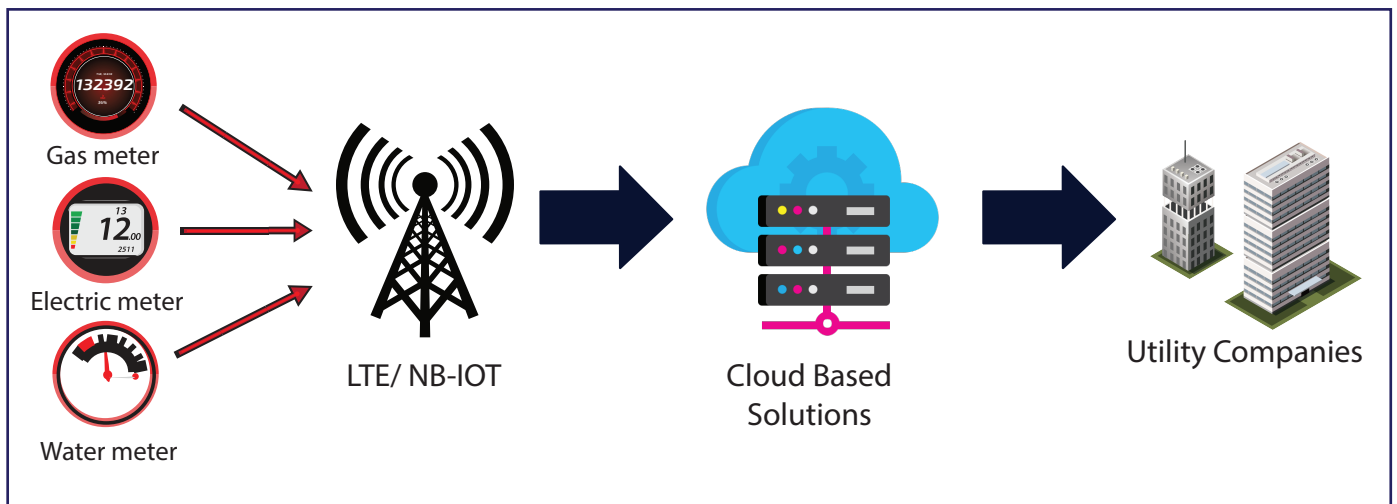 132392
Gas meter
13
12.00
2511
Electric meter
Water meter
LTE/ NB-IOT
Cloud Based
Solutions
Utility Companies